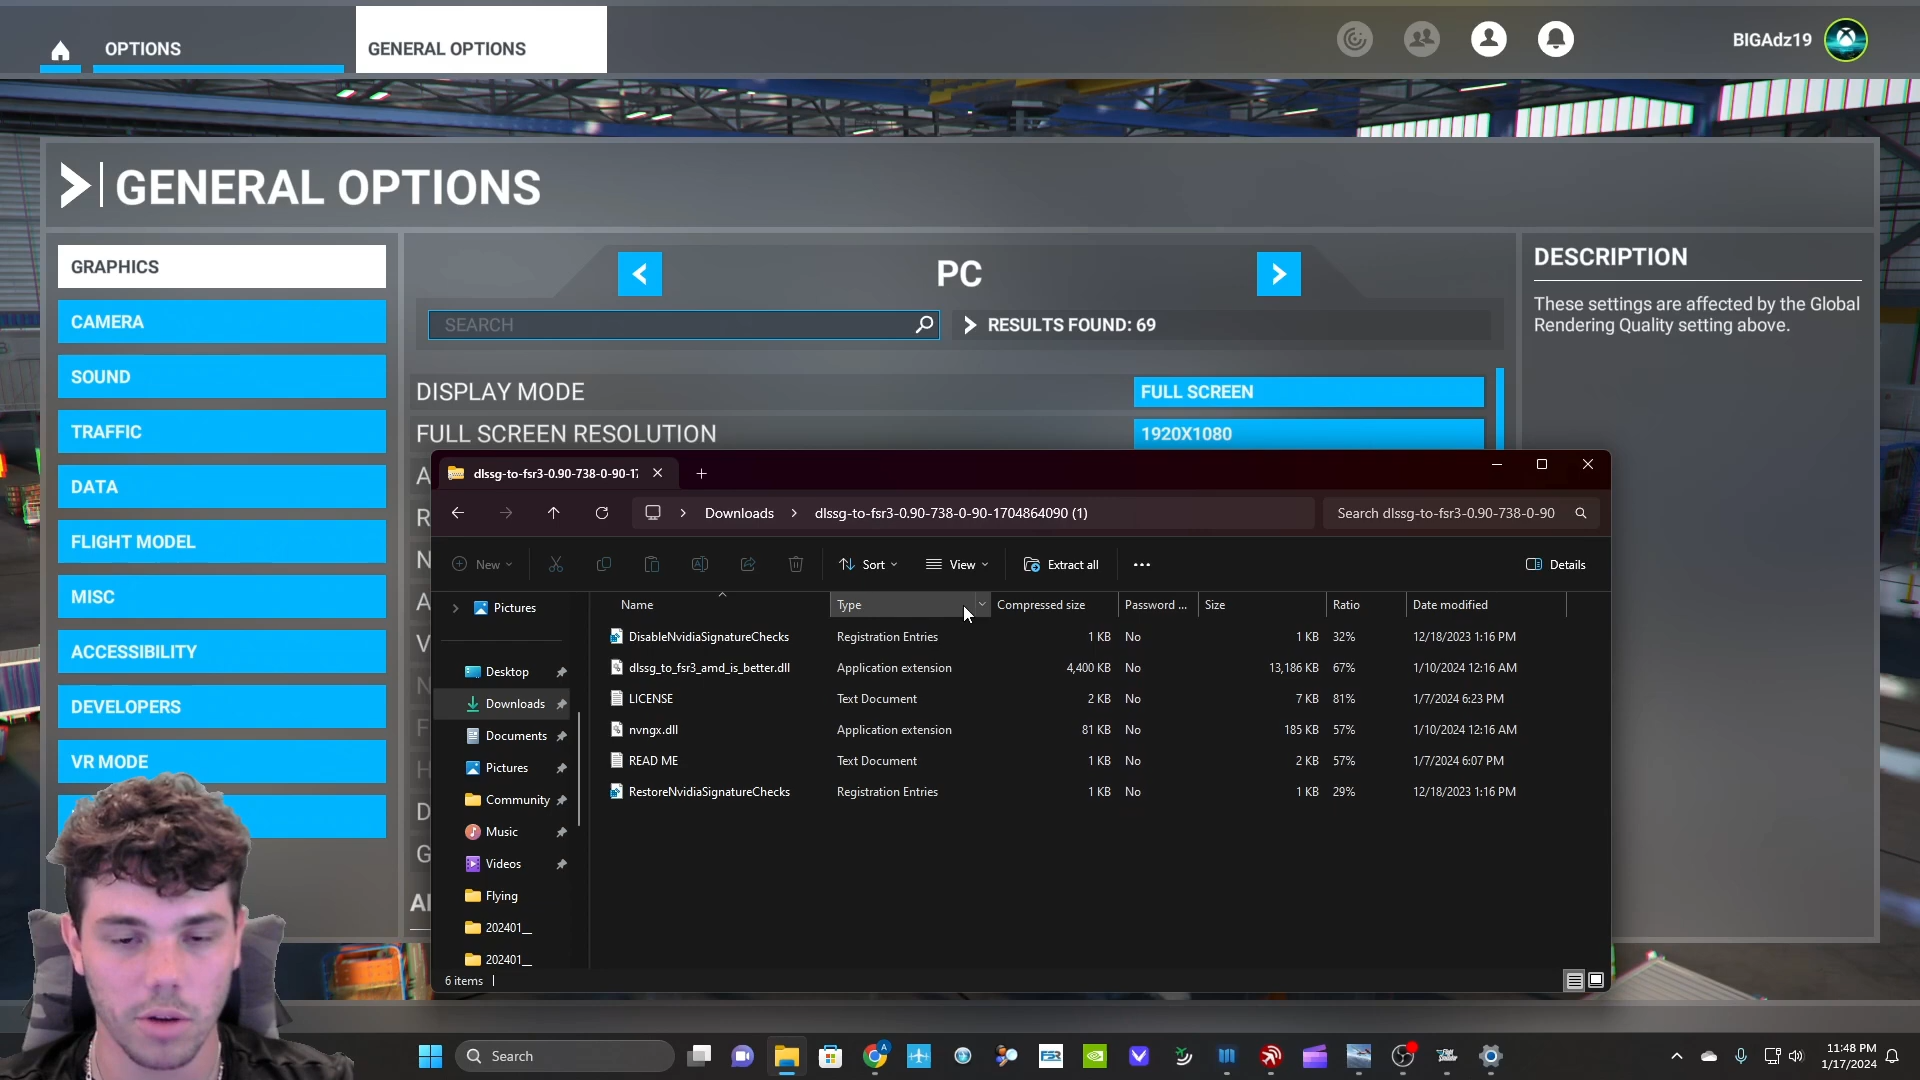 OPTIONS
GENERAL OPTIONS
BIGAdz19
GENERAL OPTIONS
GRAPHICS
CAMERA
SOUND
TRAFFIC
DATA
FLIGHT MODEL
MISC
ACCESSIBILITY
DEVELOPERS
VR MODE
PC
SEARCH
RESULTS FOUND: 69
DISPLAY MODE
FULL SCREEN
FULL SCREEN RESOLUTION
1920X1080
DESCRIPTION
These settings are affected by the Global
Rendering Quality setting above.
dlssg-to-fsr3-0.90-738-0-90-1
Downloads
dlssg-to-fsr3-0.90-738-0-90-1704864090 (1)
Search dlssg-to-fsr3-0.90-738-0-90
New
Sort
View
Extract all
Details
Pictures
Desktop
Downloads
Documents
Pictures
Community
Music
Videos
Flying
202401__
202401__
Name Type Compressed size Password ... Size Ratio Date modified
DisableNvidiaSignatureChecks Registration Entries 1 KB No 1 KB 32% 12/18/2023 1:16 PM
dlssg_to_fsr3_amd_is_better.dll Application extension 4,400 KB No 13,186 KB 67% 1/10/2024 12:16 AM
LICENSE Text Document 2 KB No 7 KB 81% 1/7/2024 6:23 PM
nvngx.dll Application extension 81 KB No 185 KB 57% 1/10/2024 12:16 AM
READ ME Text Document 1 KB No 2 KB 57% 1/7/2024 6:07 PM
RestoreNvidiaSignatureChecks Registration Entries 1 KB No 1 KB 29% 12/18/2023 1:16 PM
6 items
Search
FSR
11:48 PM
1/17/2024